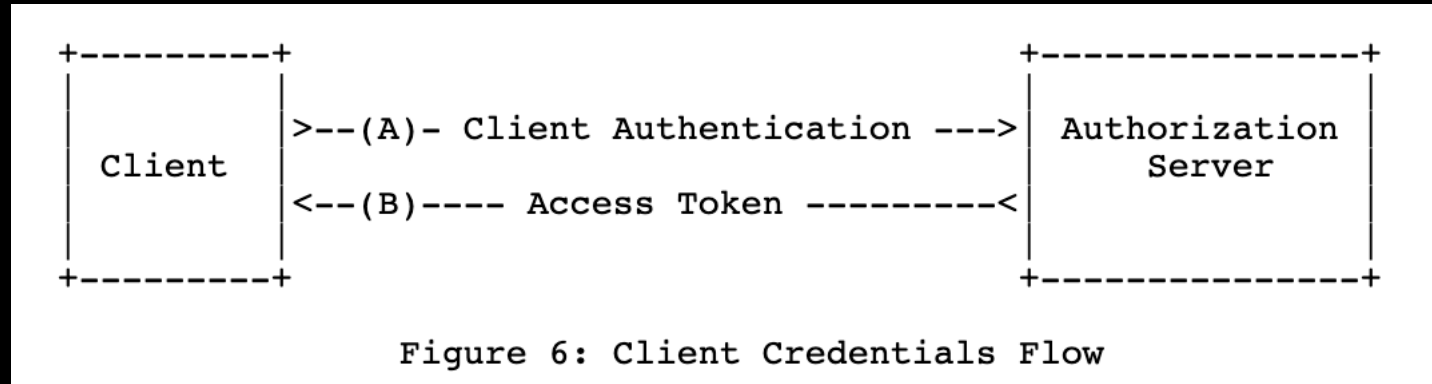 +---------+                                  +---------------+
|         |                                  |               |
|         |>--(A)- Client Authentication --->| Authorization |
| Client  |                                  |     Server    |
|         |<--(B)---- Access Token ---------<|               |
|         |                                  |               |
+---------+                                  +---------------+
Figure 6: Client Credentials Flow